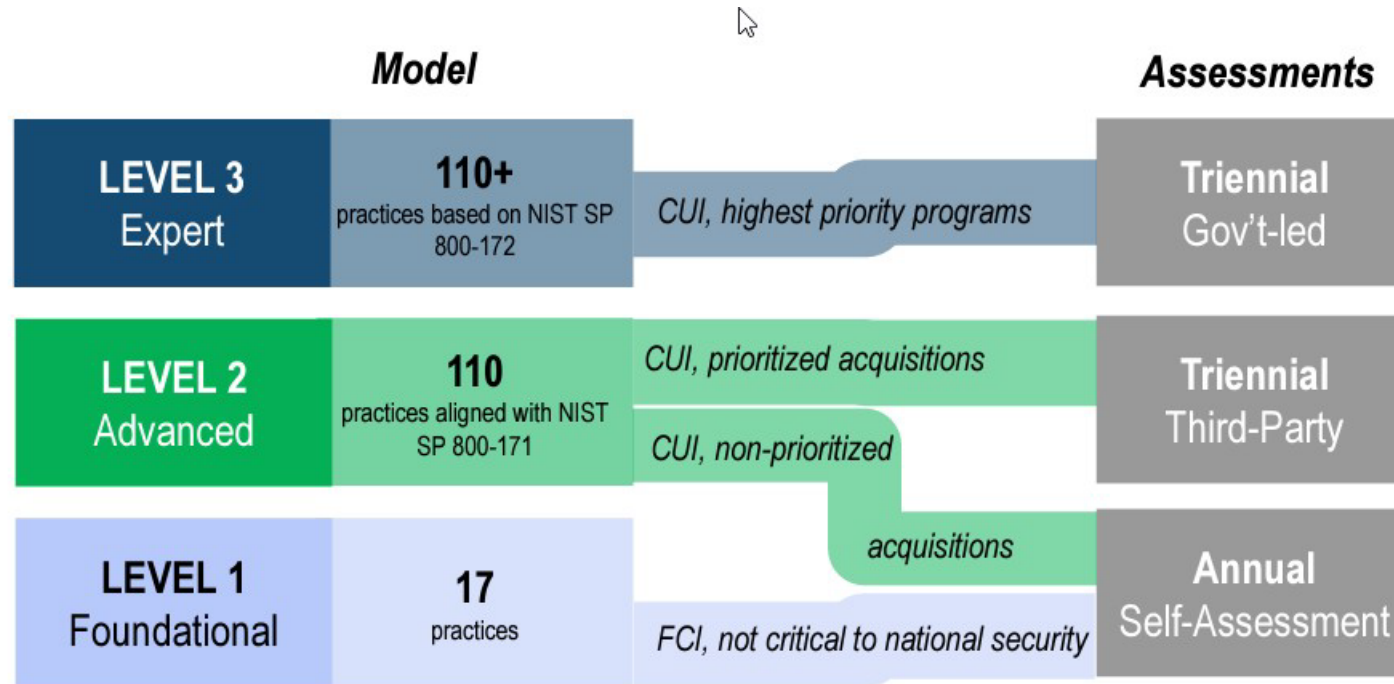 Model
Assessments
LEVEL 3
Expert
110+
practices based on NIST SP
800-172
CUI, highest priority programs
Triennial
Gov’t-led
LEVEL 2
Advanced
110
practices aligned with NIST
SP 800-171
CUI, prioritized acquisitions
CUI, non-prioritized
acquisitions
Triennial
Third-Party
LEVEL 1
Foundational
17
practices
FCI, not critical to national security
Annual
Self-Assessment